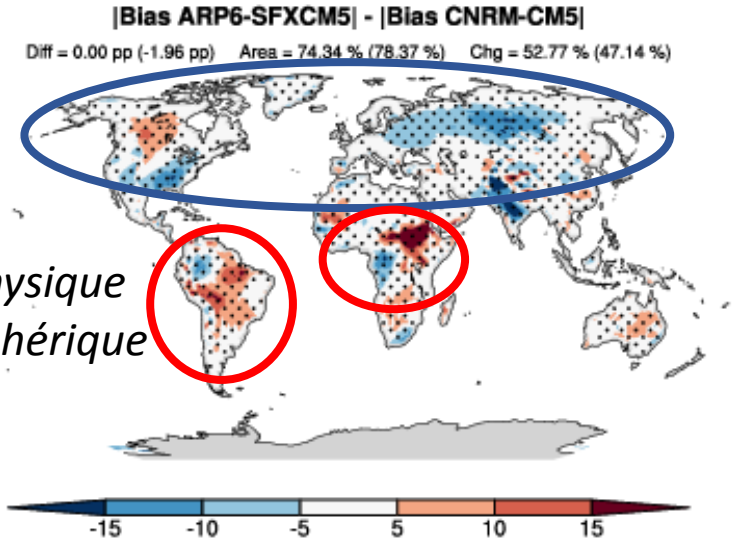 |Bias ARP6-SFXCM5| - |Bias CNRM-CM5|
Diff = 0.00 pp (-1.96 pp) Area = 74.34 % (78.37 %) Chg = 52.77 % (47.14 %)
ysique
hérique
-15 -10 -5 5 10 15